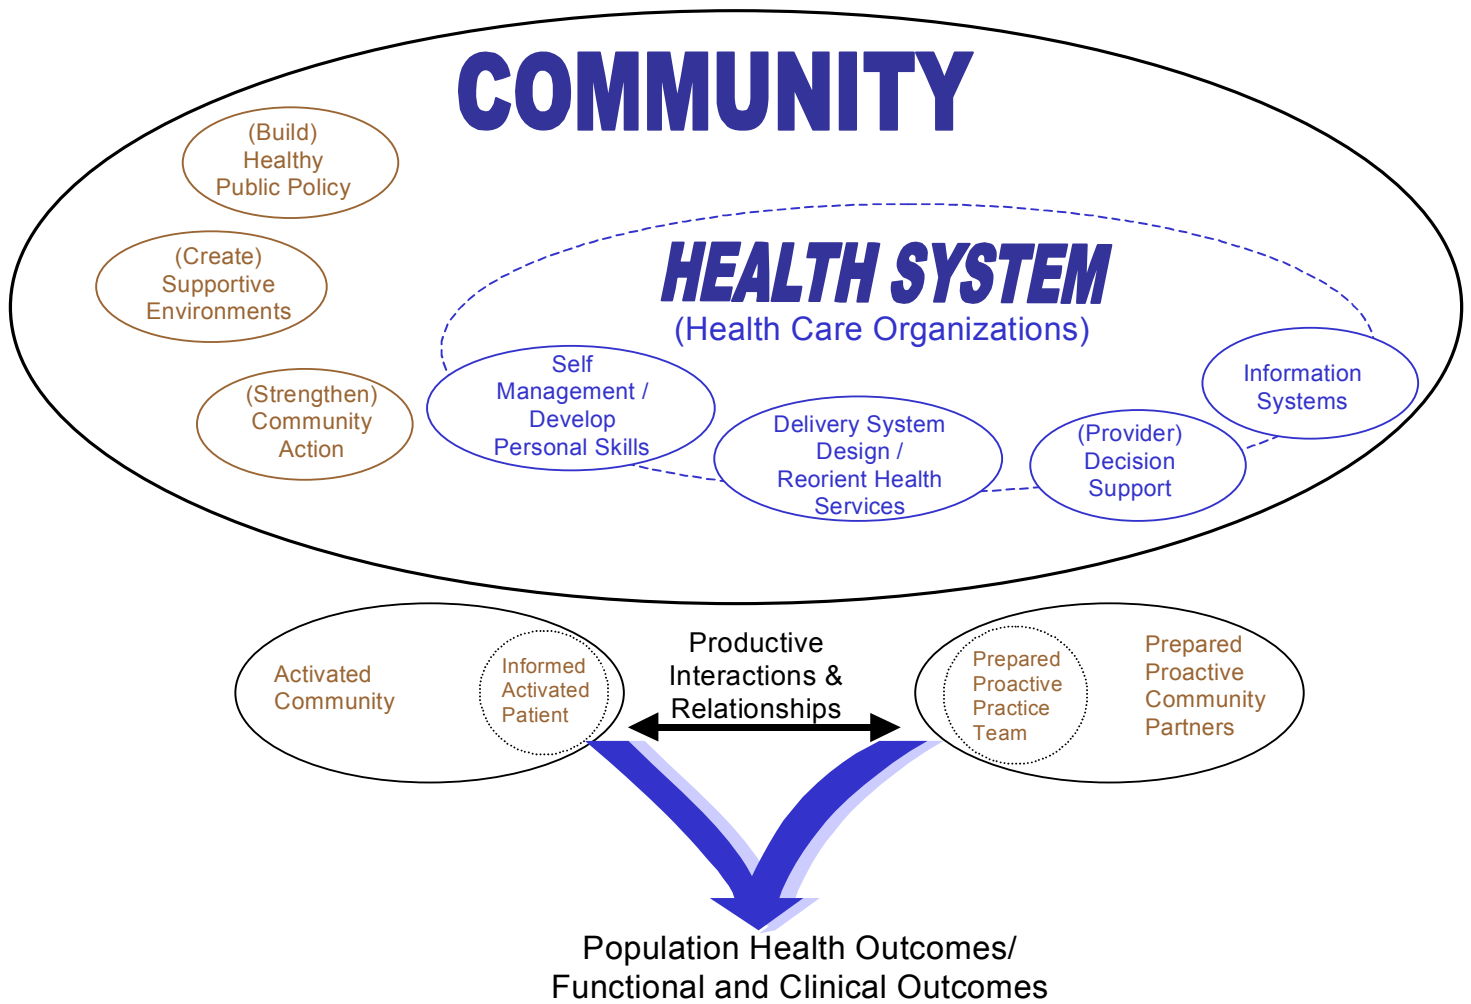 COMMUNITY
(Build)
Healthy
Public Policy
(Create)
Supportive
Environments
(Strengthen)
Community
Action
HEALTH SYSTEM
(Health Care Organizations)
Self
Management /
Develop
Personal Skills
Delivery System
Design /
Reorient Health
Services
(Provider)
Decision
Support
Information
Systems
Activated
Community
Informed
Activated
Patient
Productive
Interactions &
Relationships
Prepared
Proactive
Practice
Team
Prepared
Proactive
Community
Partners
Population Health Outcomes/
Functional and Clinical Outcomes